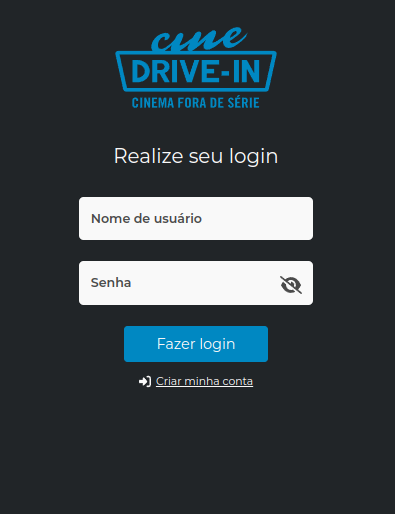 cine
DRIVE-IN
CINEMA FORA DE SÉRIE
Realize seu login
Nome de usuário
Senha
Fazer login
Criar minha conta